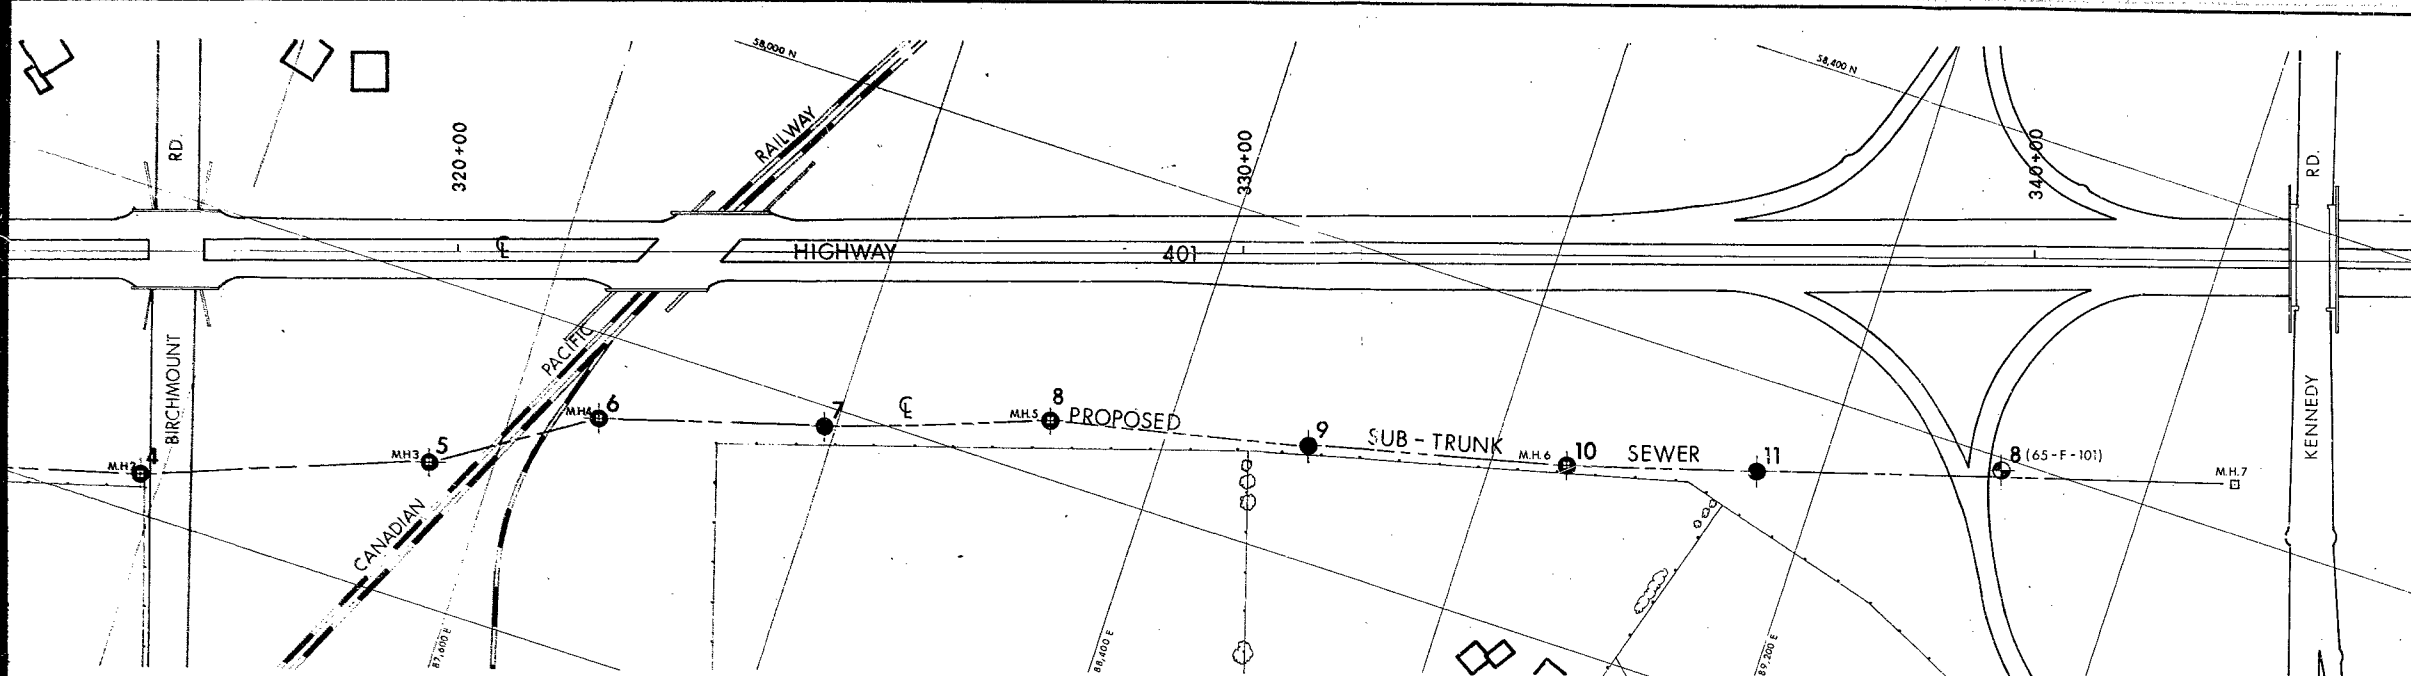 58,000 N
58,400 N
RD.
320+00
RAILWAY
330+00
340+00
RD.
℄
HIGHWAY 401
PACIFIC
BIRCHMOUNT
KENNEDY
M.H.2 4
M.H.3 5
M.H.4 6
7
℄
M.H.5 8
PROPOSED SUB-TRUNK SEWER
9
M.H.6 10
11
8 (65-F-101)
M.H.7
CANADIAN
87,600 E
88,400 E
89,200 E